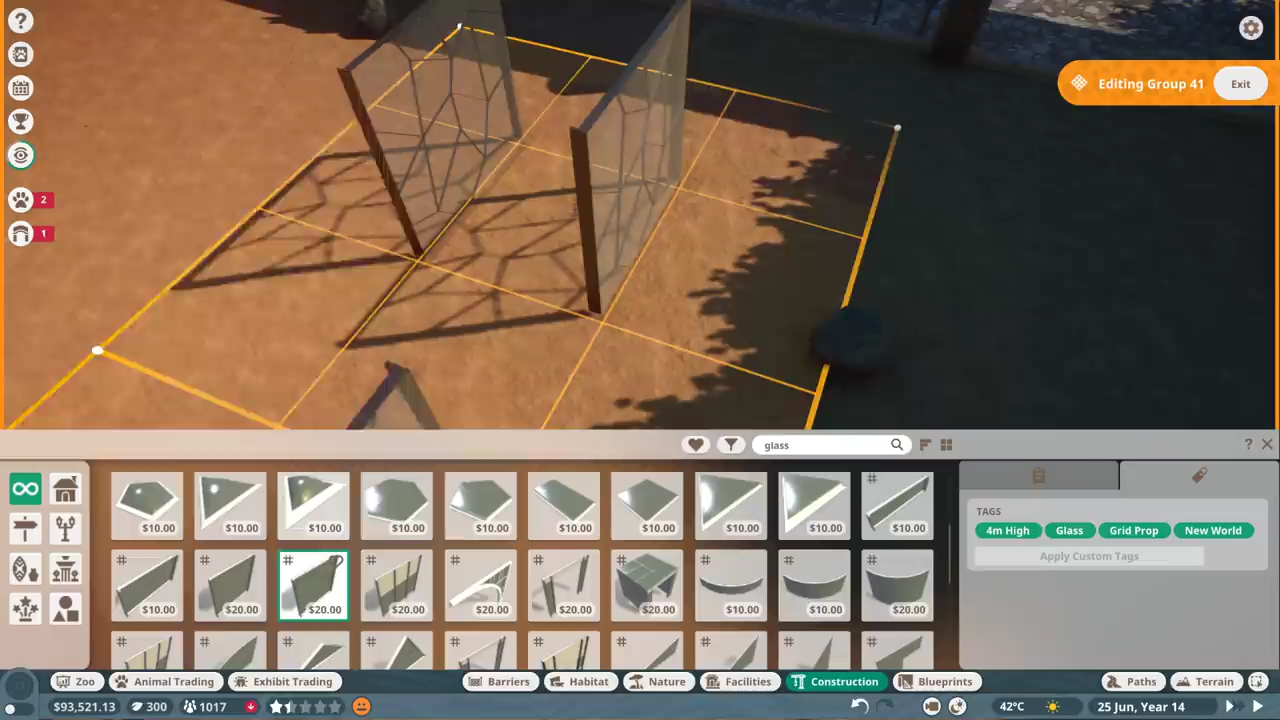 ?
Editing Group 41 Exit
2
1
glass
?
$10.00 $10.00 $10.00 $10.00 $10.00 $10.00 $10.00 $10.00 $10.00 # $10.00
# $10.00 # $20.00 # $20.00 # $20.00 # $20.00 # $20.00 # $20.00 # $10.00 # $10.00 # $20.00
# # # # # # # # # #
TAGS
4m High Glass Grid Prop New World
Apply Custom Tags
Zoo Animal Trading Exhibit Trading Barriers Habitat Nature Facilities Construction Blueprints Paths Terrain
$93,521.13 300 1017 42°C 25 Jun, Year 14